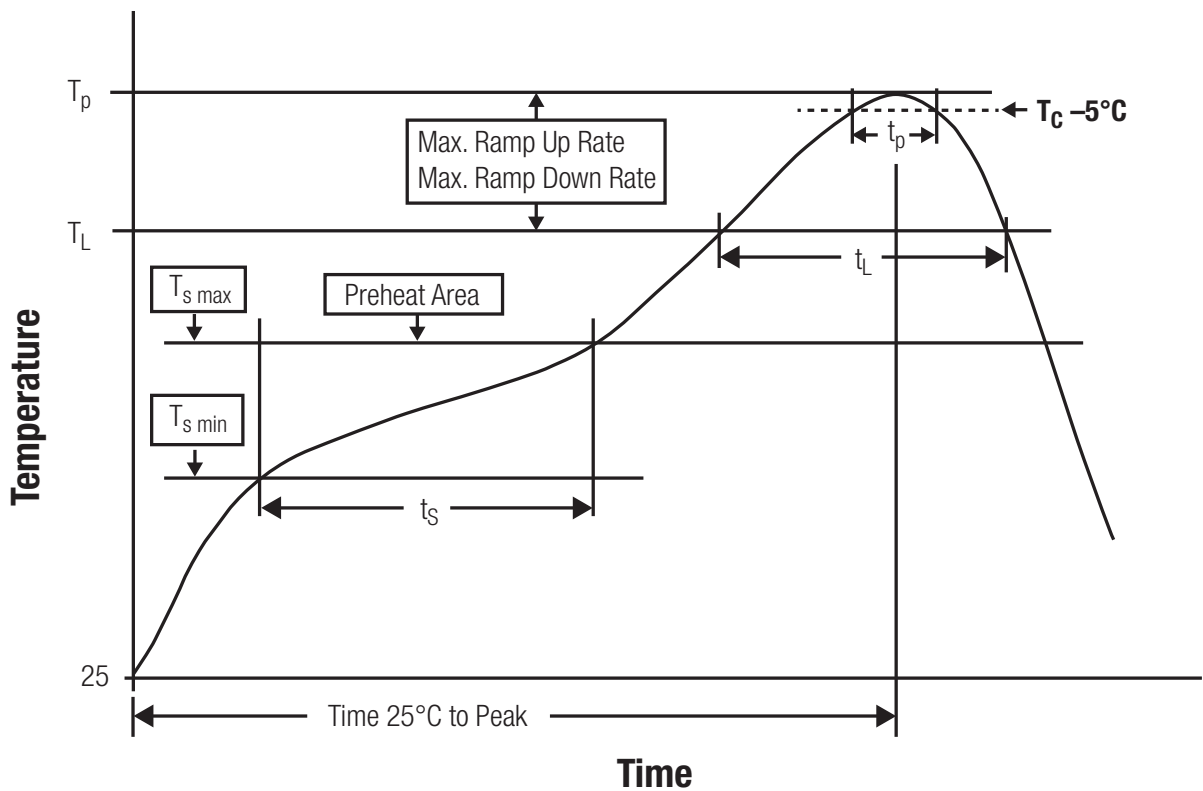 Tp
Tc –5°C
Max. Ramp Up Rate
Max. Ramp Down Rate
tp
TL
tL
Ts max
Preheat Area
Ts min
tS
25
Time 25°C to Peak
Temperature
Time